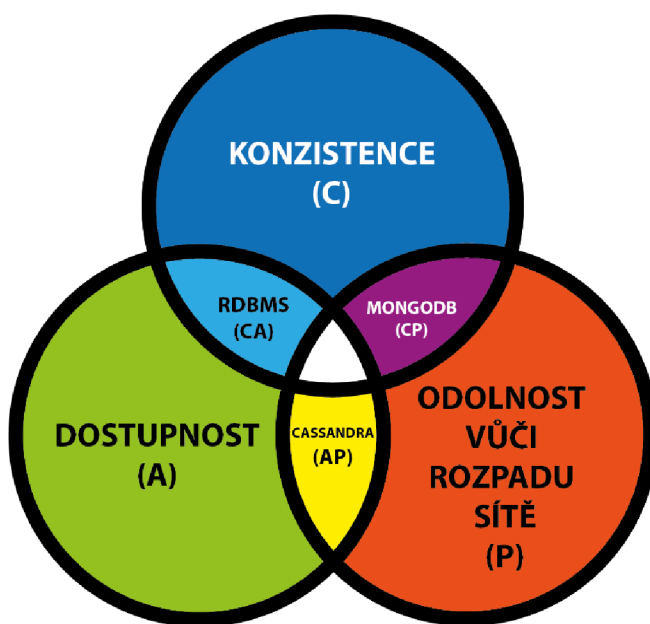 KONZISTENCE
(C)
RDBMS
(CA)
MONGODB
(CP)
DOSTUPNOST
(A)
CASSANDRA
(AP)
ODOLNOST
VŮČI
ROZPADU
SÍTĚ
(P)